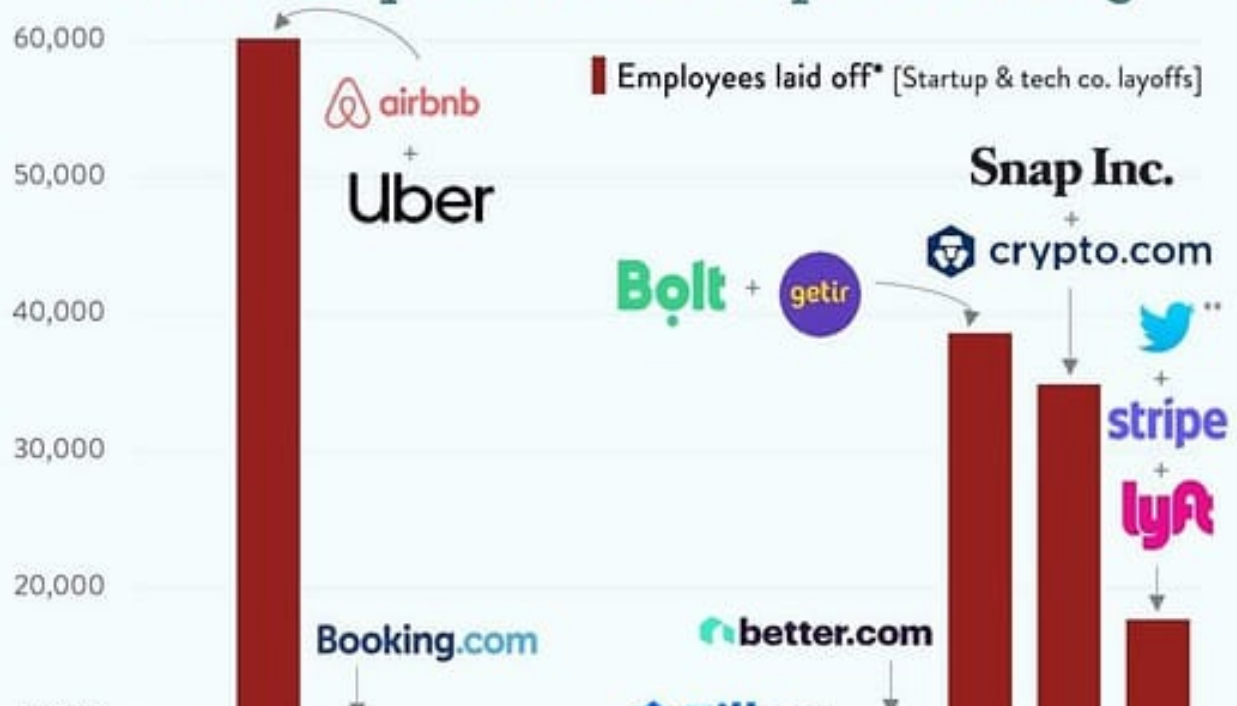 60,000
Employees laid off* [Startup & tech co. layoffs]
airbnb
+
Uber
50,000
Snap Inc.
+
crypto.com
Bolt + getir
40,000
**
+
stripe
+
lyft
30,000
20,000
Booking.com
better.com